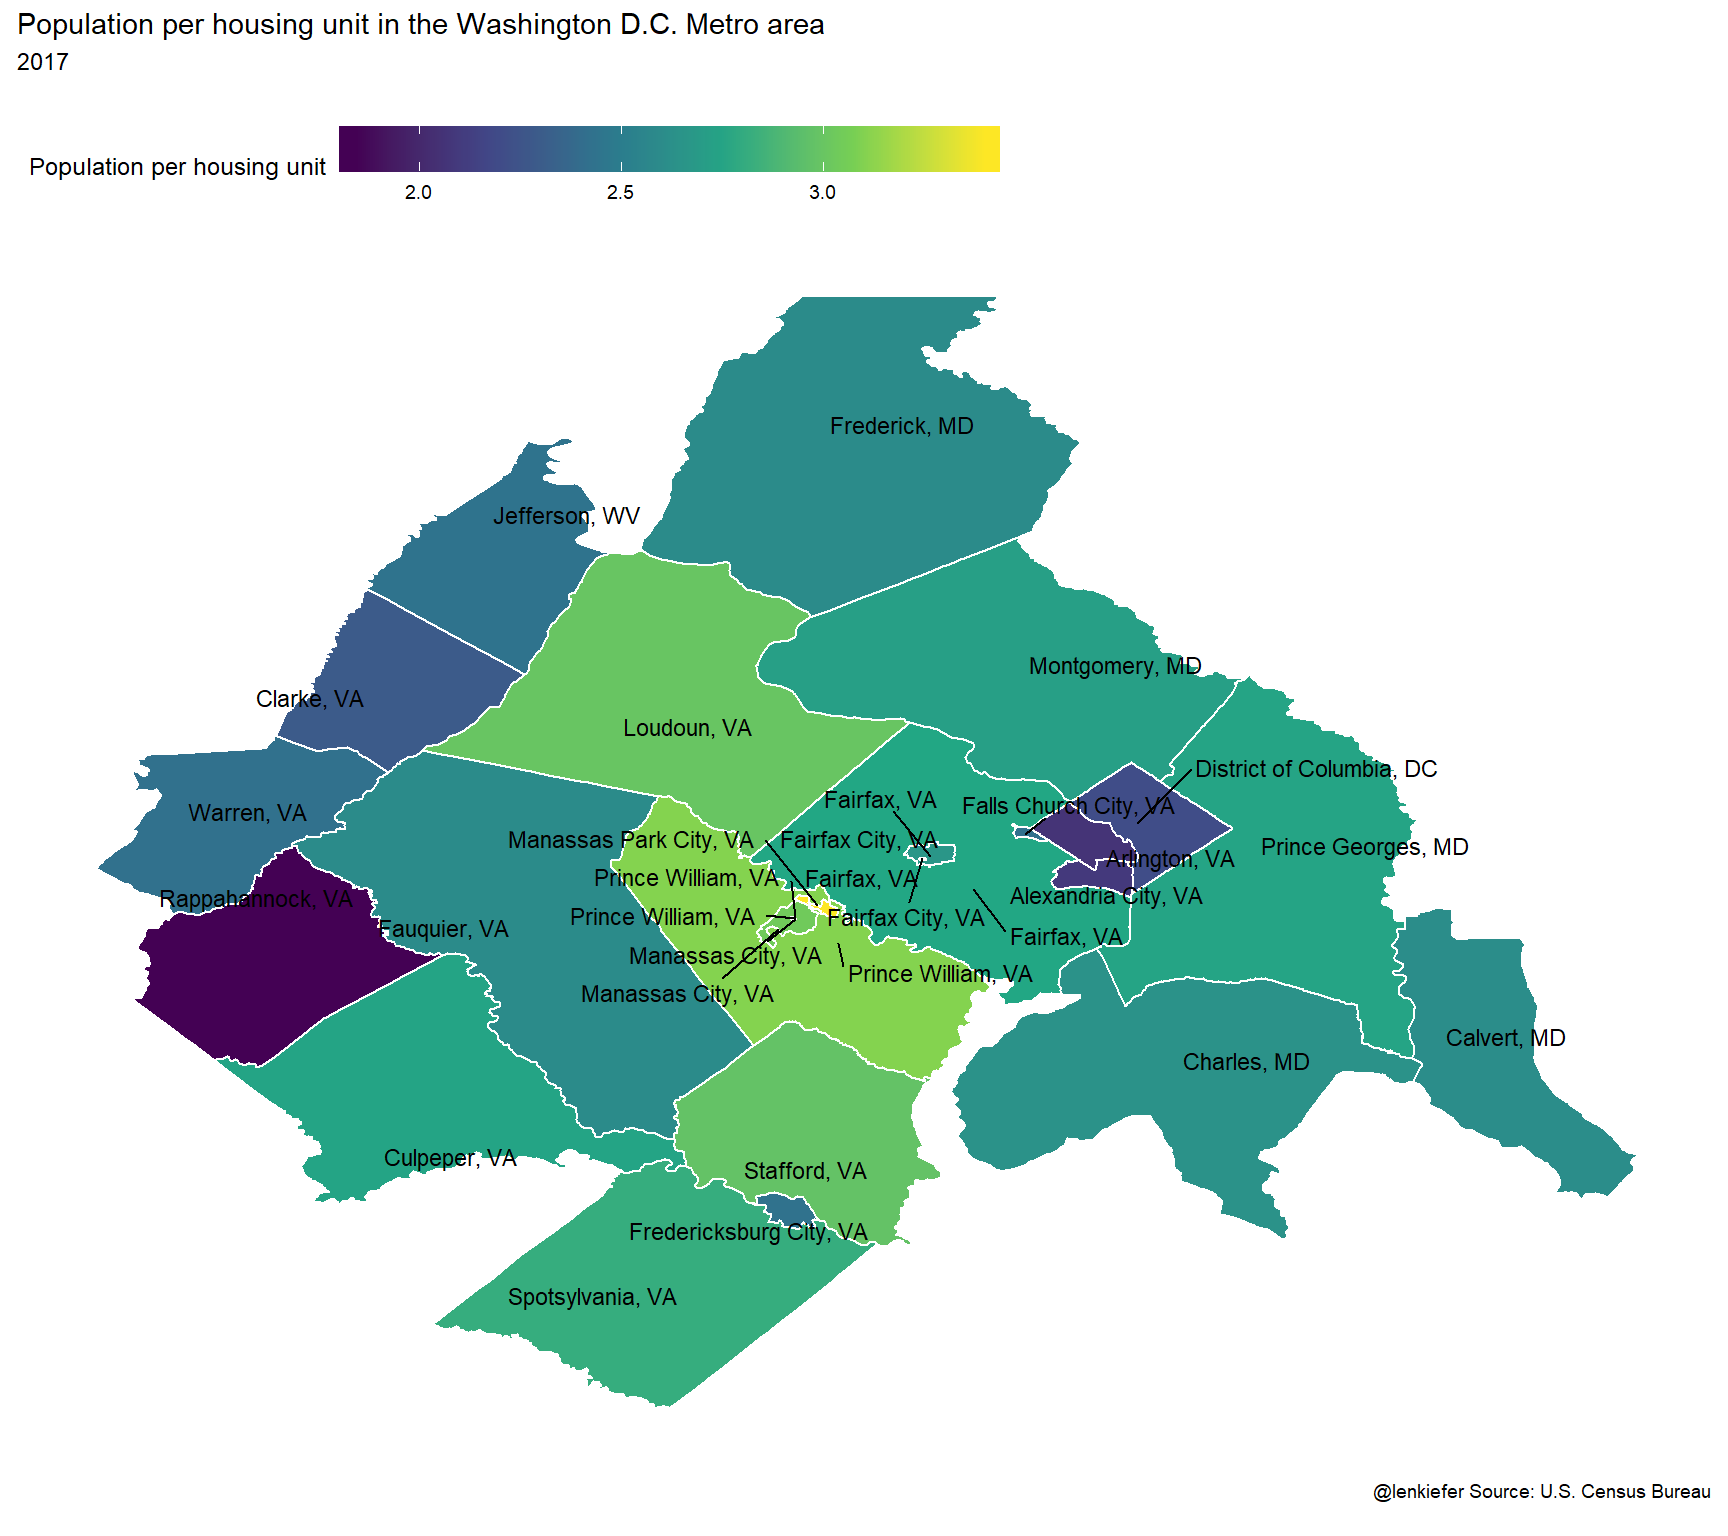 Population per housing unit in the Washington D.C. Metro area
2017
Population per housing unit
2.0
2.5
3.0
Frederick, MD
Jefferson, WV
Montgomery, MD
Clarke, VA
Loudoun, VA
District of Columbia, DC
Fairfax, VA
Falls Church City, VA
Warren, VA
Manassas Park City, VA
Fairfax City, VA
Prince Georges, MD
Arlington, VA
Prince William, VA
Fairfax, VA
Rappahannock, VA
Alexandria City, VA
Prince William, VA
Fairfax City, VA
Fauquier, VA
Fairfax, VA
Manassas City, VA
Prince William, VA
Manassas City, VA
Calvert, MD
Charles, MD
Culpeper, VA
Stafford, VA
Fredericksburg City, VA
Spotsylvania, VA
@lenkiefer Source: U.S. Census Bureau